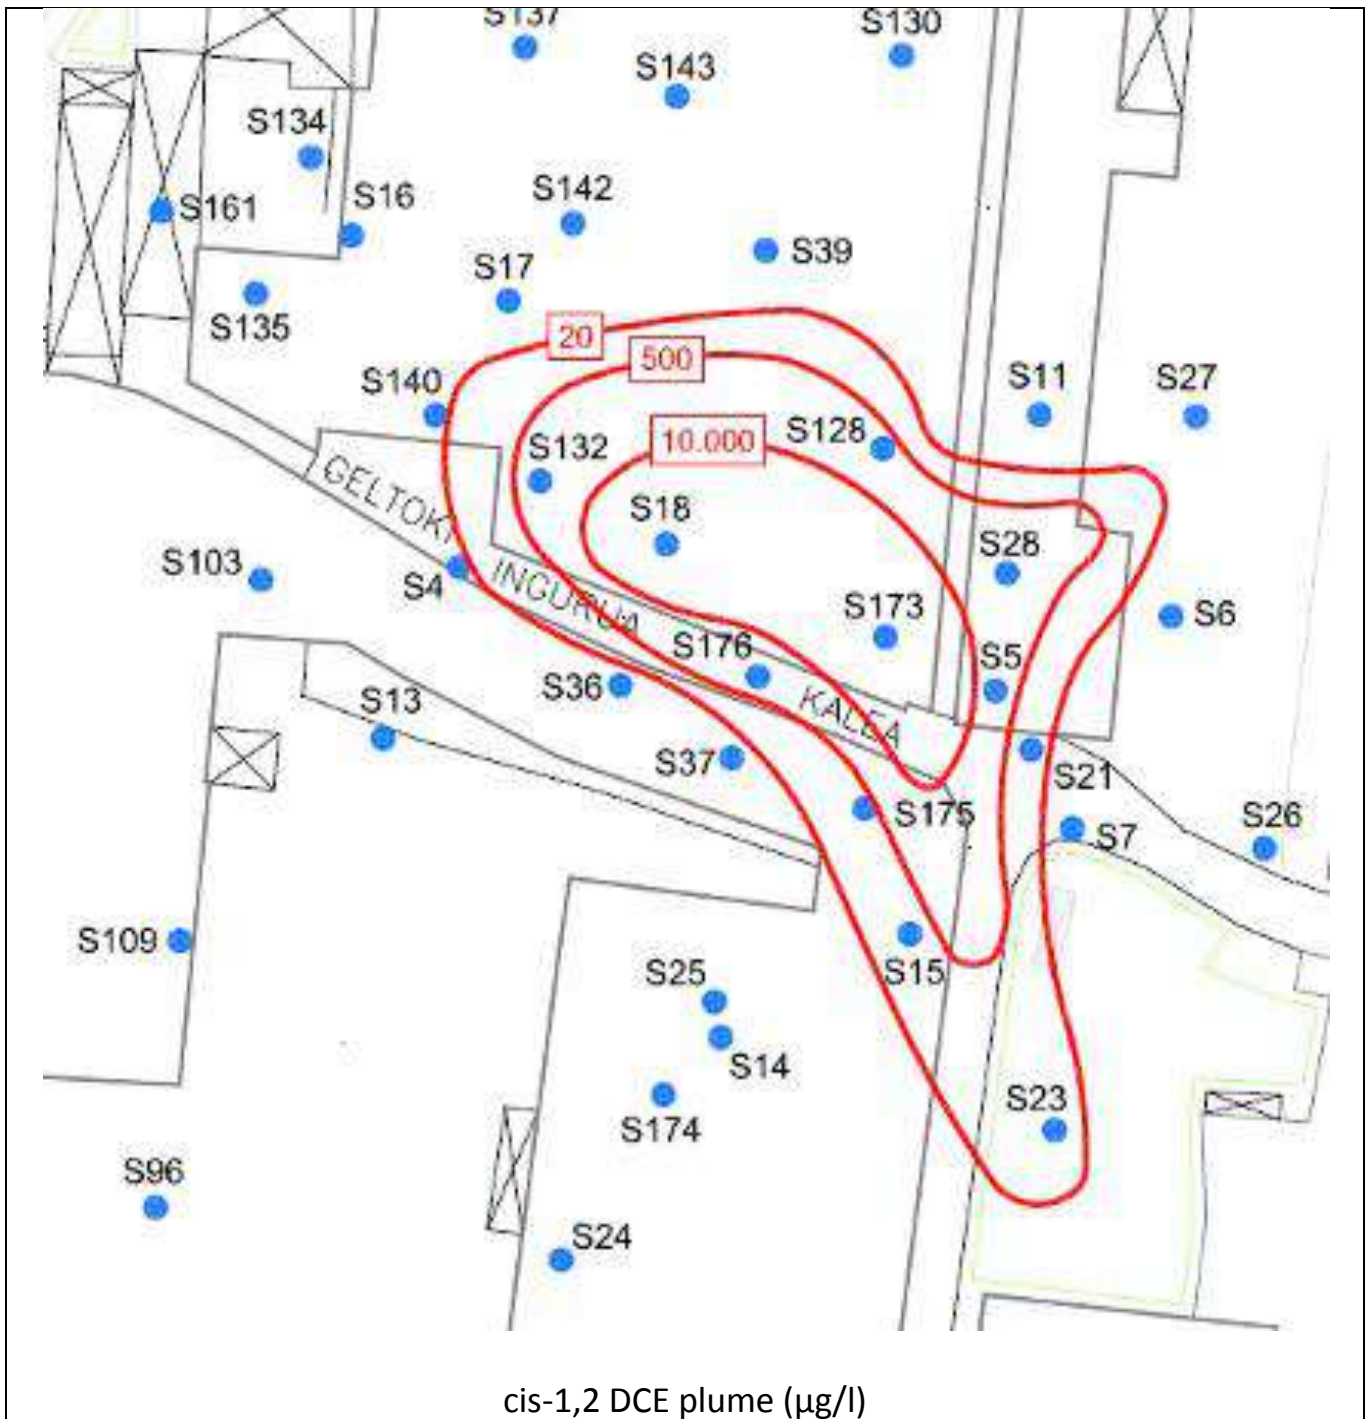 S137
S130
S143
S134
S142
S16
S161
S39
S17
S135
20
500
S140
S11
S27
S128
10.000
S132
GELTOKI
S18
S28
S103
S4
INGURUA
S173
S6
S176
S5
S36
S13
KALEA
S37
S21
S175
S26
S7
S109
S15
S25
S14
S23
S174
S96
S24
cis-1,2 DCE plume (µg/l)